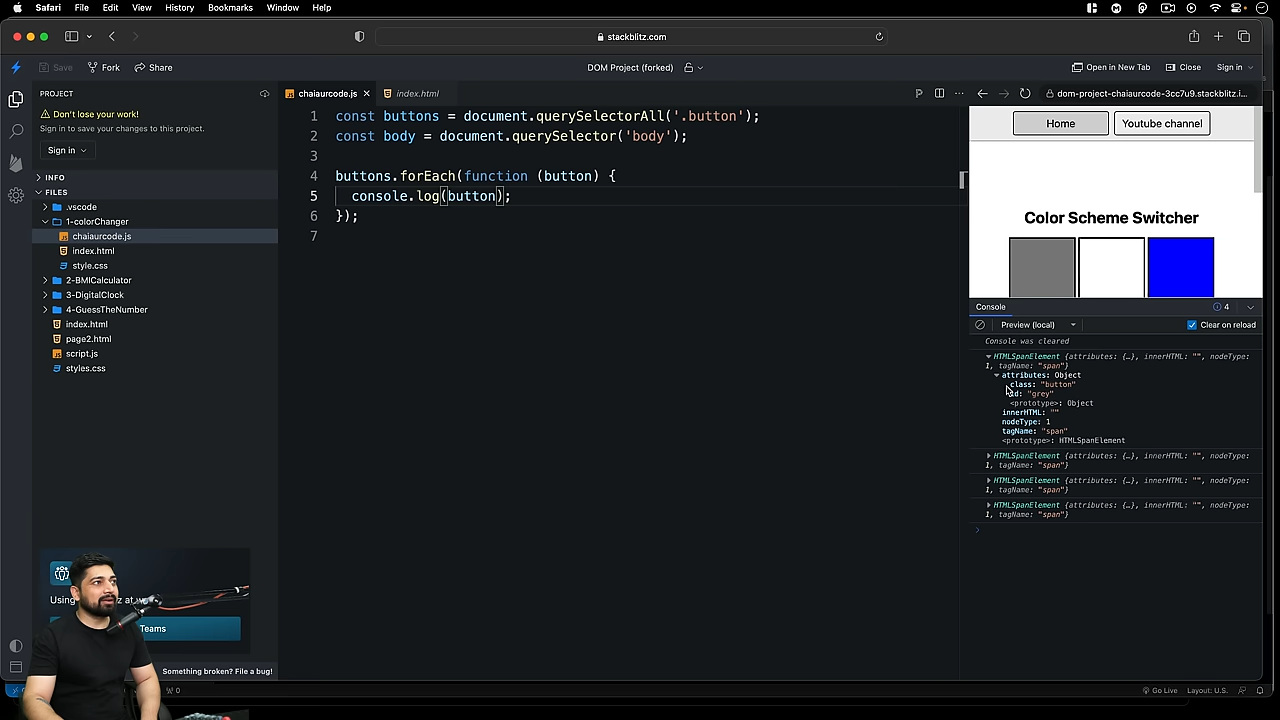 Safari File Edit View History Bookmarks Window Help
stackblitz.com
Save Fork Share
DOM Project (forked)
Open in New Tab Close Sign in
PROJECT
Don't lose your work!
Sign in to save your changes to this project.
Sign in
INFO
FILES
.vscode
1-colorChanger
chaiaurcode.js
index.html
style.css
2-BMICalculator
3-DigitalClock
4-GuessTheNumber
index.html
page2.html
script.js
styles.css
Teams
Something broken? File a bug!
chaiaurcode.js index.html
1 const buttons = document.querySelectorAll('.button');
2 const body = document.querySelector('body');
3
4 buttons.forEach(function (button) {
5 console.log(button);
6 });
7
dom-project-chaiaurcode-3cc7u9.stackblitz.i...
Home Youtube channel
Color Scheme Switcher
Console 4
Preview (local) Clear on reload
Console was cleared
HTMLSpanElement {attributes: {…}, innerHTML: "", nodeType:
1, tagName: "span"}
attributes: Object
class: "button"
id: "grey"
<prototype>: Object
innerHTML: ""
nodeType: 1
tagName: "span"
<prototype>: HTMLSpanElement
HTMLSpanElement {attributes: {…}, innerHTML: "", nodeType:
1, tagName: "span"}
HTMLSpanElement {attributes: {…}, innerHTML: "", nodeType:
1, tagName: "span"}
HTMLSpanElement {attributes: {…}, innerHTML: "", nodeType:
1, tagName: "span"}
0
Go Live Layout: U.S.